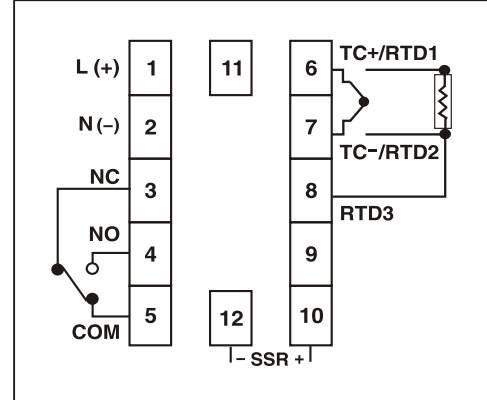 L (+) 1 11 6 TC+/RTD1
N (−) 2 7
TC−/RTD2
NC 3 8
RTD3
NO 4 9
5 12 10
COM
− SSR +